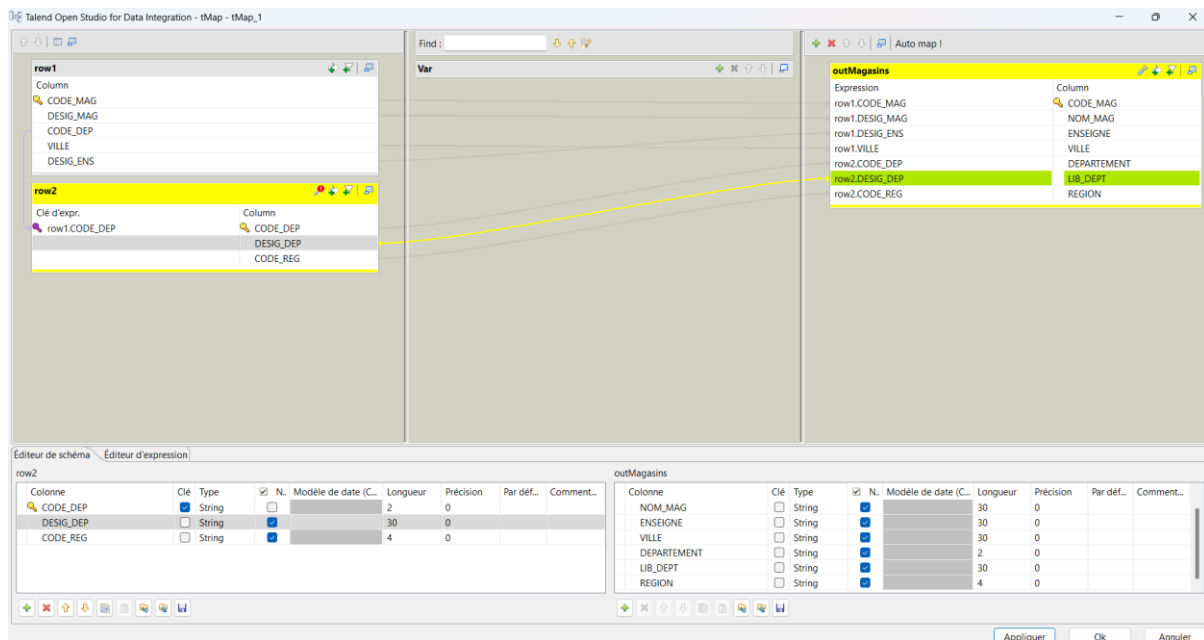 Talend Open Studio for Data Integration - tMap - tMap_1
Find :
Auto map !
row1
Column
CODE_MAG
DESIG_MAG
CODE_DEP
VILLE
DESIG_ENS
row2
Clé d'expr. Column
row1.CODE_DEP CODE_DEP
DESIG_DEP
CODE_REG
Var
outMagasins
Expression Column
row1.CODE_MAG CODE_MAG
row1.DESIG_MAG NOM_MAG
row1.DESIG_ENS ENSEIGNE
row1.VILLE VILLE
row2.CODE_DEP DEPARTEMENT
row2.DESIG_DEP LIB_DEPT
row2.CODE_REG REGION
Éditeur de schéma Éditeur d'expression
row2
Colonne Clé Type N.. Modèle de date (C... Longueur Précision Par déf... Comment...
CODE_DEP String 2 0
DESIG_DEP String 30 0
CODE_REG String 4 0
outMagasins
Colonne Clé Type N.. Modèle de date (C... Longueur Précision Par déf... Comment...
NOM_MAG String 30 0
ENSEIGNE String 30 0
VILLE String 30 0
DEPARTEMENT String 2 0
LIB_DEPT String 30 0
REGION String 4 0
Appliquer Ok Annuler